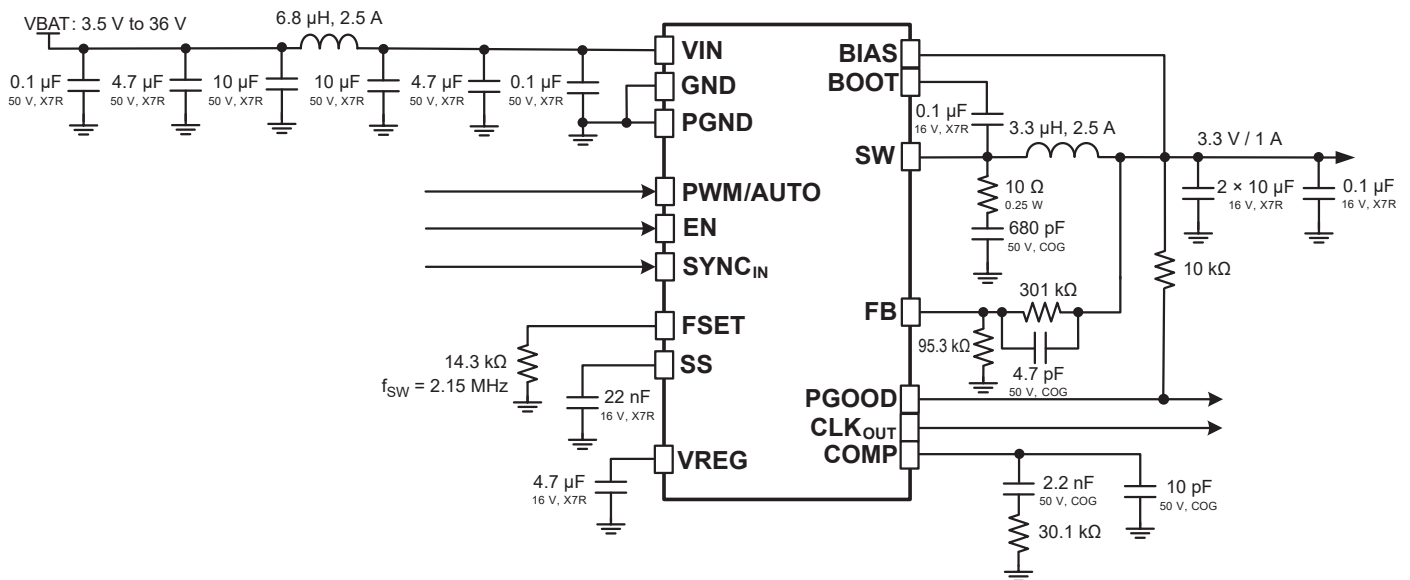 VBAT: 3.5 V to 36 V
6.8 µH, 2.5 A
0.1 µF
50 V, X7R
4.7 µF
50 V, X7R
10 µF
50 V, X7R
10 µF
50 V, X7R
4.7 µF
50 V, X7R
0.1 µF
50 V, X7R
VIN
GND
PGND
PWM/AUTO
EN
SYNCIN
FSET
14.3 kΩ
fSW = 2.15 MHz
SS
22 nF
16 V, X7R
VREG
4.7 µF
16 V, X7R
BIAS
BOOT
0.1 µF
16 V, X7R
SW
3.3 µH, 2.5 A
3.3 V / 1 A
10 Ω
0.25 W
680 pF
50 V, COG
2 × 10 µF
16 V, X7R
0.1 µF
16 V, X7R
10 kΩ
FB
301 kΩ
95.3 kΩ
4.7 pF
50 V, COG
PGOOD
CLKOUT
COMP
2.2 nF
50 V, COG
10 pF
50 V, COG
30.1 kΩ